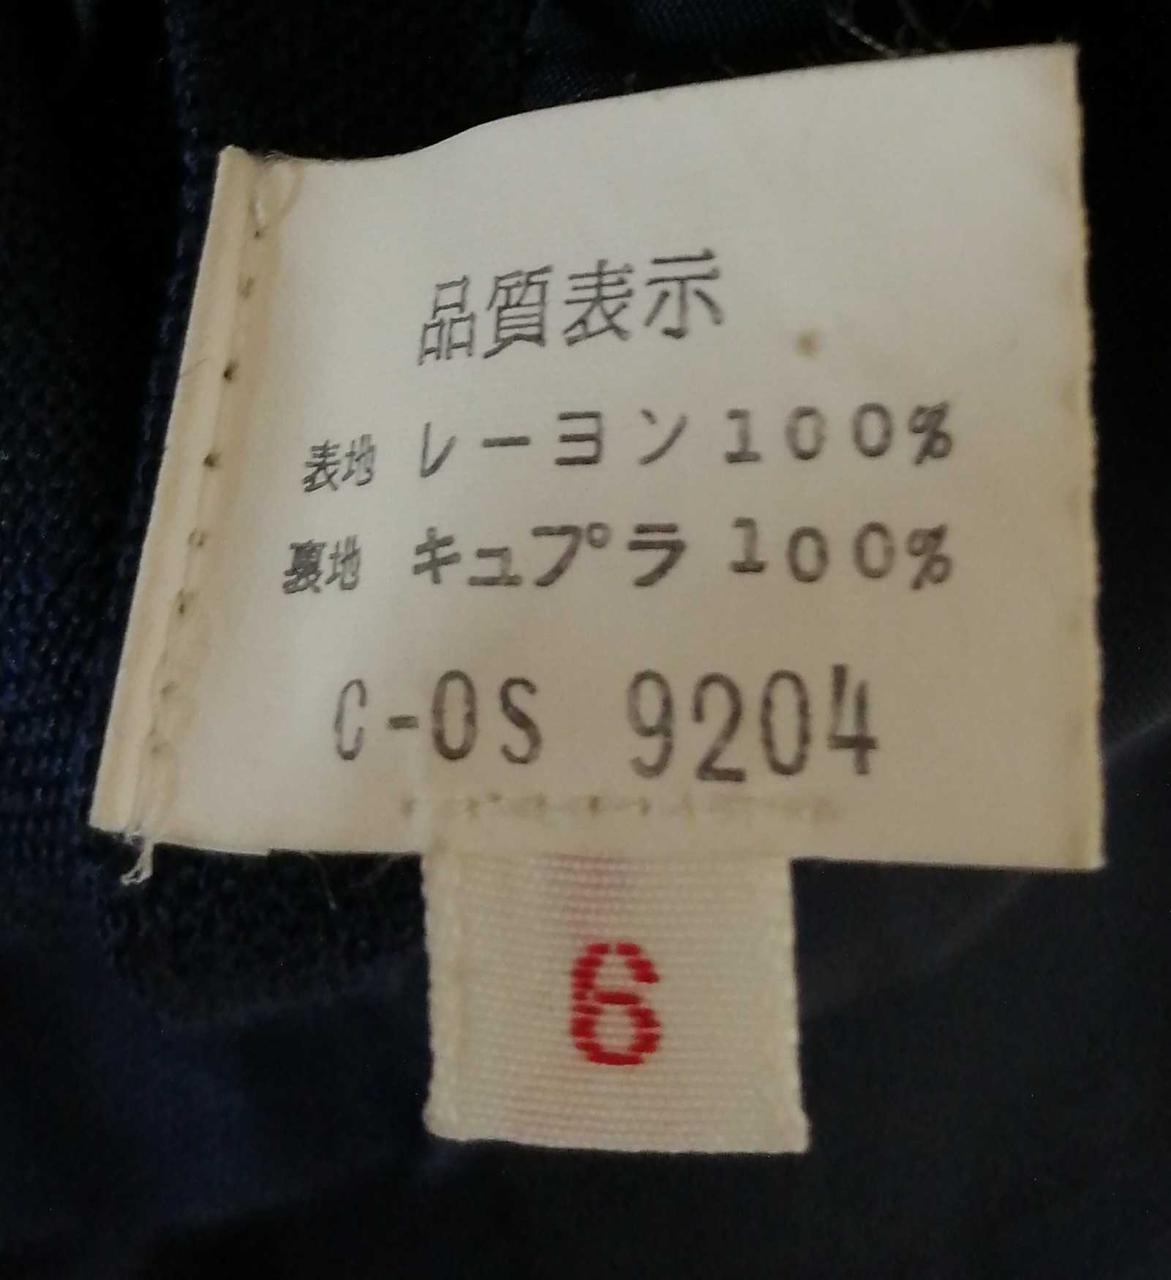 品質表示
表地 レーヨン100%
裏地 キュプラ100%
C-OS 9204
6